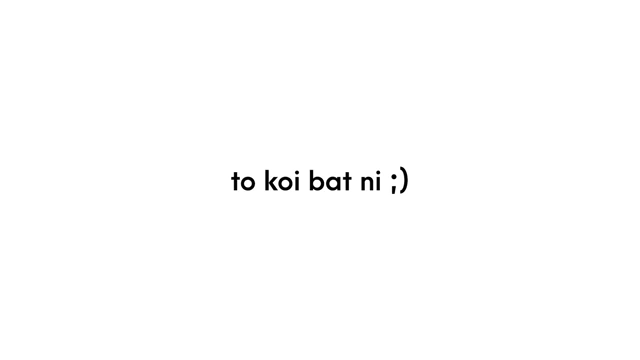 to koi bat ni ;)